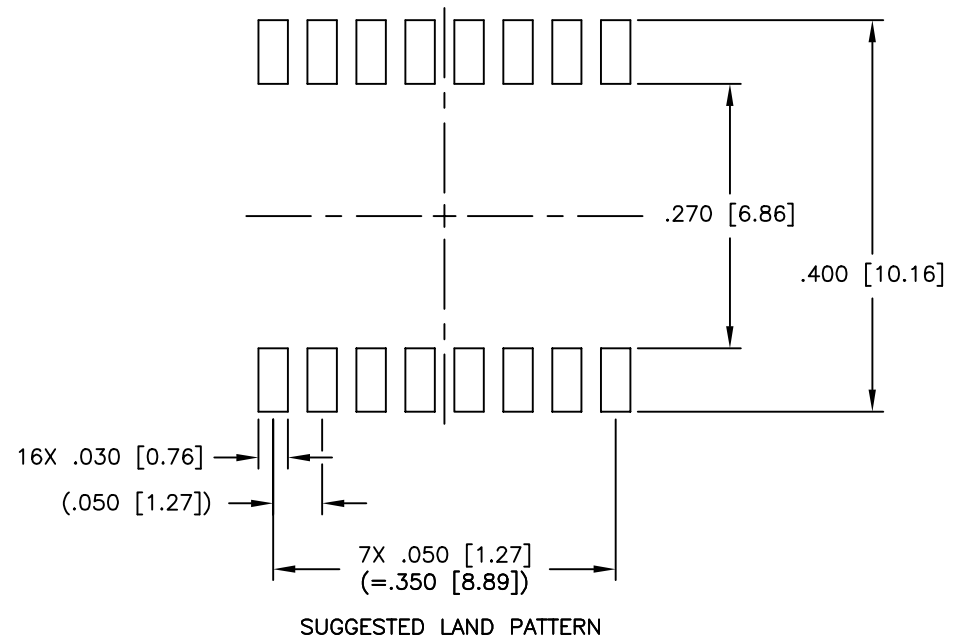 .270 [6.86]
.400 [10.16]
16X .030 [0.76]
(.050 [1.27])
7X .050 [1.27]
(=.350 [8.89])
SUGGESTED LAND PATTERN